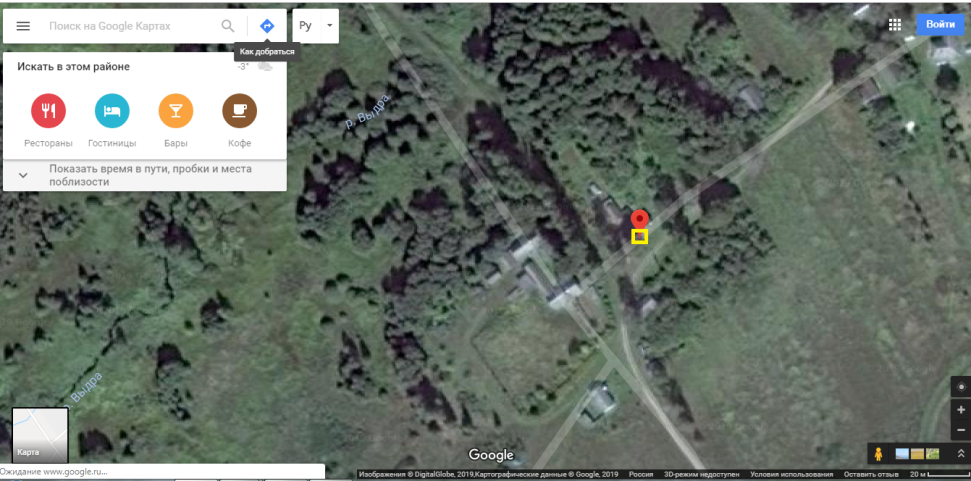 Поиск на Google Картах
Ру
Войти
Как добраться
Искать в этом районе
-3°
Рестораны
Гостиницы
Бары
Кофе
Показать время в пути, пробки и места
поблизости
р. Выдра
р. Выдра
Карта
Google
Ожидание www.google.ru...
Изображения © DigitalGlobe, 2019,Картографические данные © Google, 2019 Россия 3D-режим недоступен Условия использования Оставить отзыв 20 м